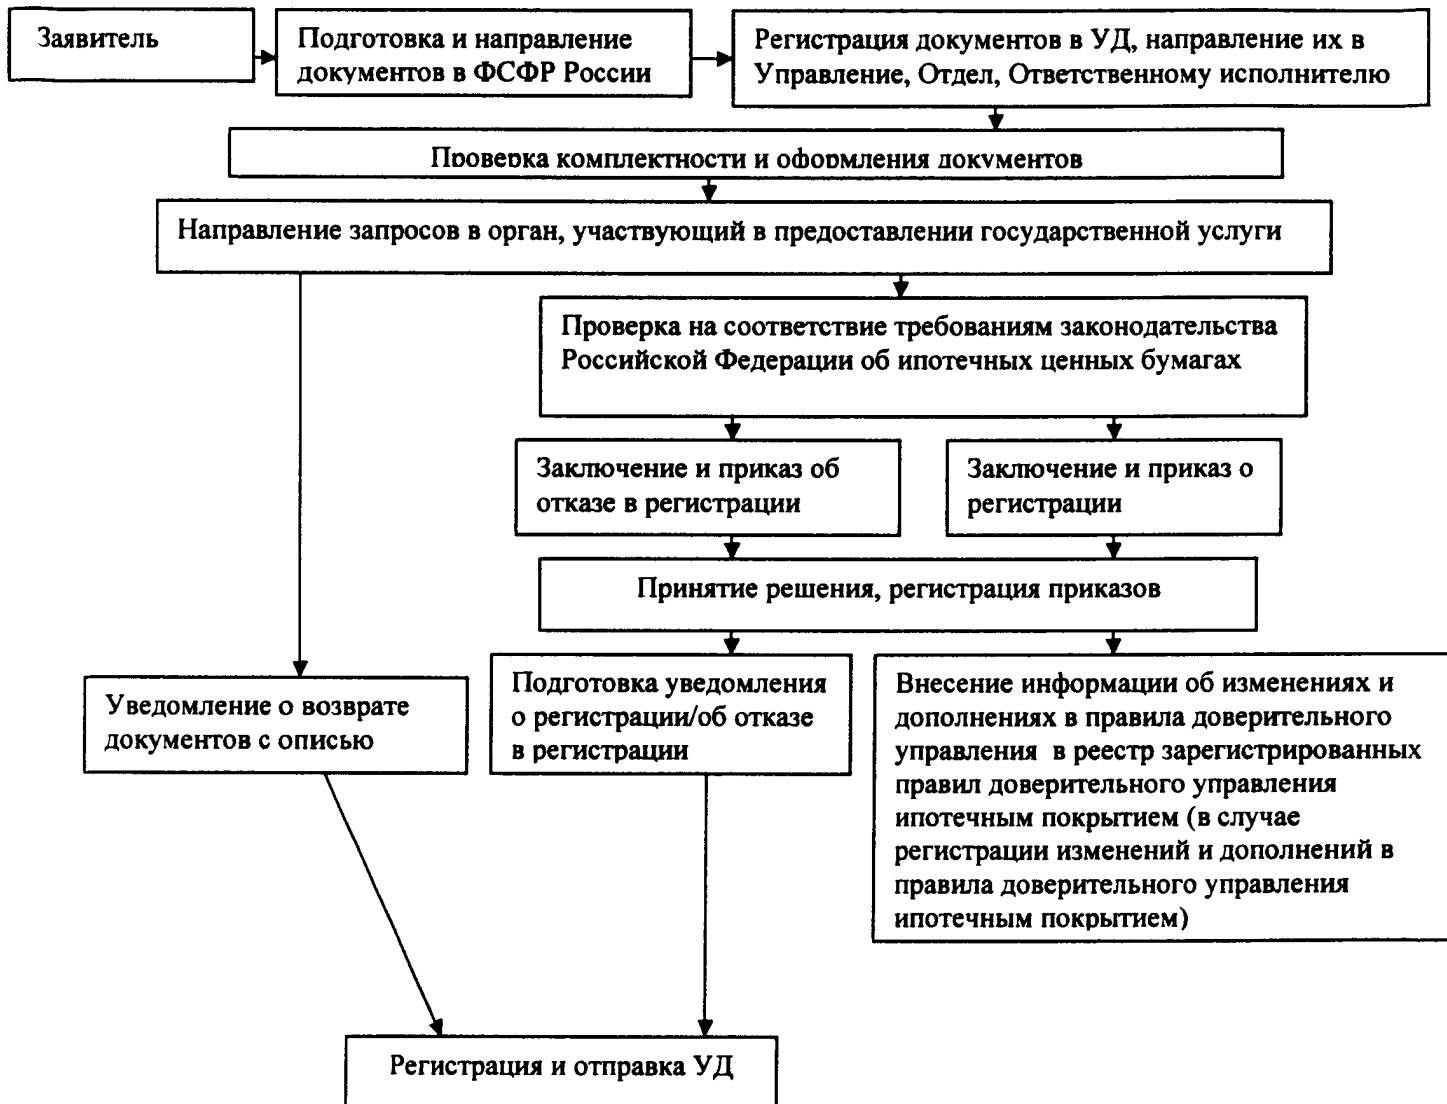 Заявитель
Подготовка и направление
документов в ФСФР России
Регистрация документов в УД, направление их в
Управление, Отдел, Ответственному исполнителю
Проверка комплектности и оформления документов
Направление запросов в орган, участвующий в предоставлении государственной услуги
Проверка на соответствие требованиям законодательства
Российской Федерации об ипотечных ценных бумагах
Заключение и приказ об
отказе в регистрации
Заключение и приказ о
регистрации
Принятие решения, регистрация приказов
Уведомление о возврате
документов с описью
Подготовка уведомления
о регистрации/об отказе
в регистрации
Внесение информации об изменениях и
дополнениях в правила доверительного
управления в реестр зарегистрированных
правил доверительного управления
ипотечным покрытием (в случае
регистрации изменений и дополнений в
правила доверительного управления
ипотечным покрытием)
Регистрация и отправка УД